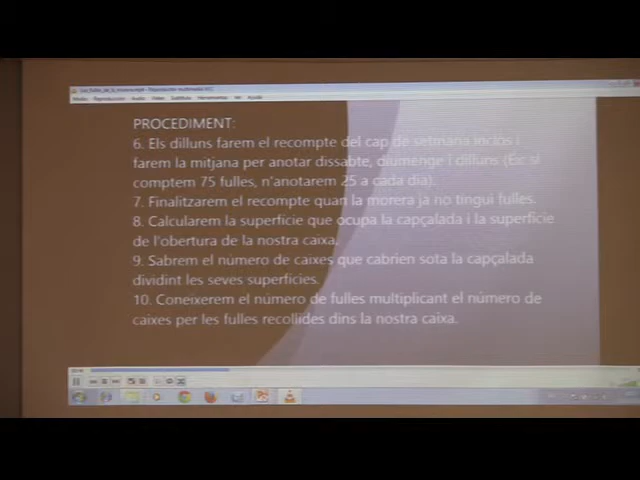 PROCEDIMENT:
6. Els dilluns farem el recompte del cap de setmana inclòs i
farem la mitjana per anotar dissabte, diumenge i dilluns (Ex: si
comptem 75 fulles, n'anotarem 25 a cada dia).
7. Finalitzarem el recompte quan la morera ja no tingui fulles.
8. Calcularem la superfície que ocupa la capçalada i la superfície
de l'obertura de la nostra caixa.
9. Sabrem el número de caixes que cabrien sota la capçalada
dividint les seves superfícies.
10. Coneixerem el número de fulles multiplicant el número de
caixes per les fulles recollides dins la nostra caixa.